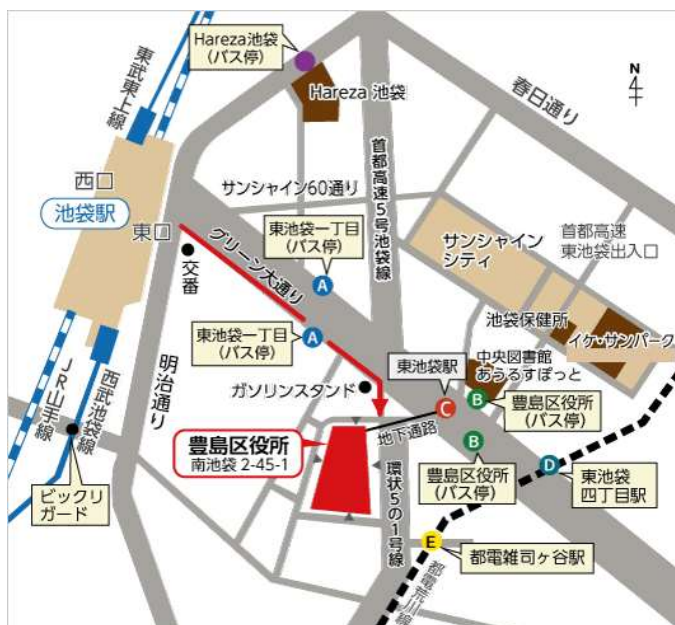 Hareza池袋
(バス停)
N
東武東上線
Hareza 池袋
春日通り
首都高速5号池袋線
西口
池袋駅
サンシャイン60通り
東口
東池袋一丁目
(バス停)
A
首都高速
東池袋出入口
サンシャイン
シティ
グリーン大通り
交番
東池袋一丁目
(バス停)
A
池袋保健所
イケ・サンパーク
明治通り
東池袋駅
中央図書館
あうるすぽっと
ガソリンスタンド
C
B
豊島区役所
(バス停)
JR山手線
西武池袋線
豊島区役所
南池袋 2-45-1
地下通路
B
豊島区役所
(バス停)
D
東池袋
四丁目駅
ビックリ
ガード
環状5の1号線
E
都電雑司ヶ谷駅
都電荒川線